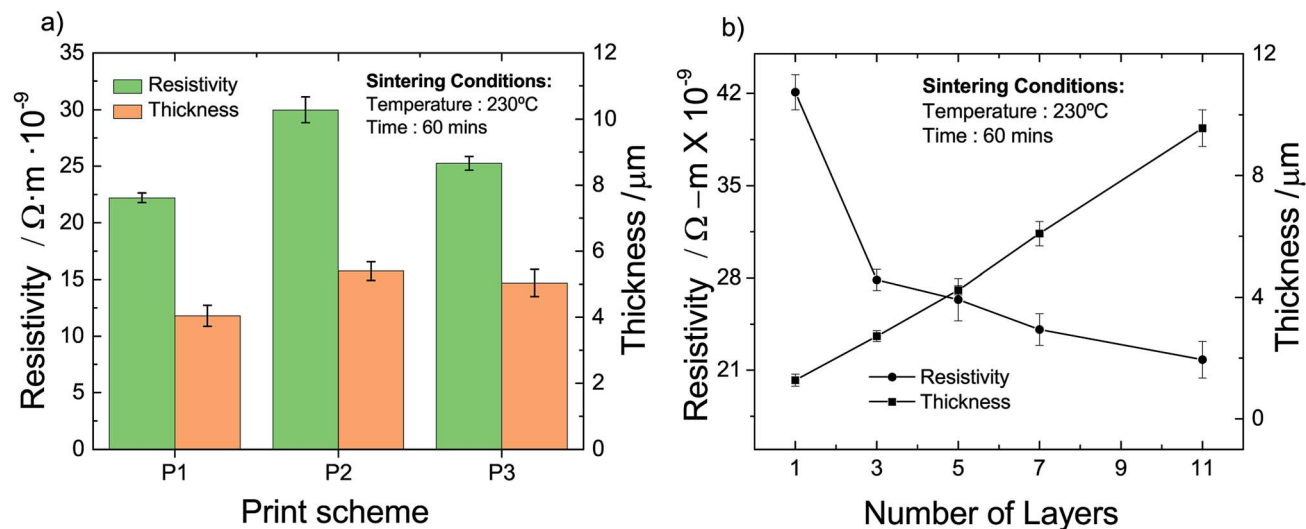 a)
35
30
25
20
15
10
5
0
Resistivity / Ω·m ·10⁻⁹
Resistivity
Thickness
Sintering Conditions:
Temperature : 230ºC
Time : 60 mins
12
10
8
6
4
2
0
Thickness /μm
P1 P2 P3
Print scheme
b)
42
35
28
21
Resistivity / Ω –m X 10⁻⁹
Sintering Conditions:
Temperature : 230ºC
Time : 60 mins
Resistivity
Thickness
12
8
4
0
Thickness /μm
1 3 5 7 9 11
Number of Layers